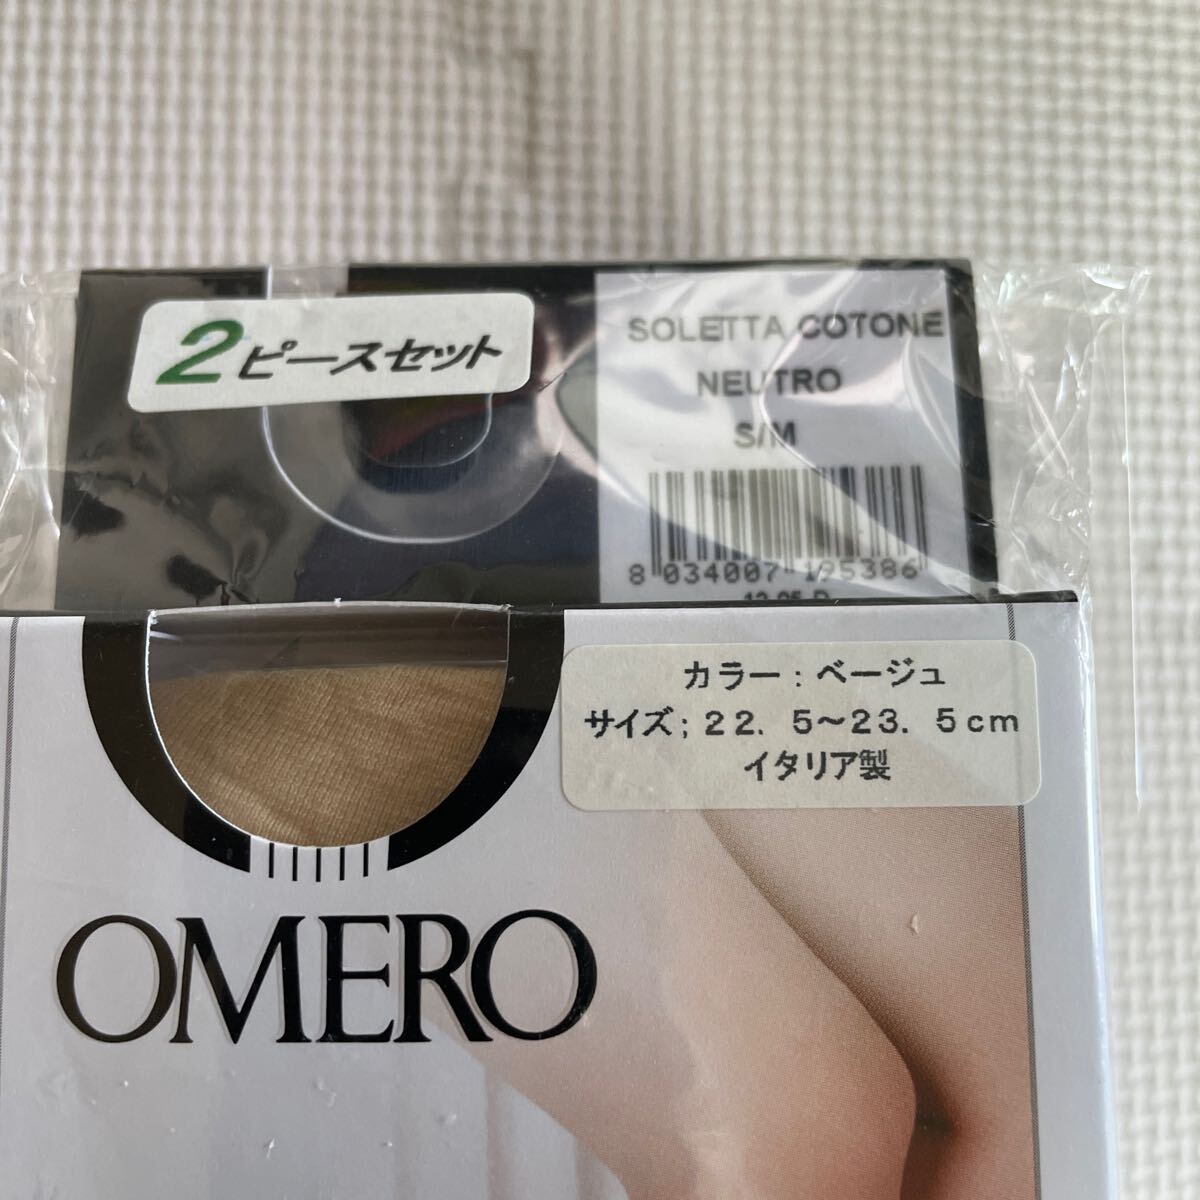 2ピースセット
SOLETTA COTONE
NEUTRO
S/M
8 034007 195386
カラー：ベージュ
サイズ；２２．５～２３．５ｃｍ
イタリア製
OMERO